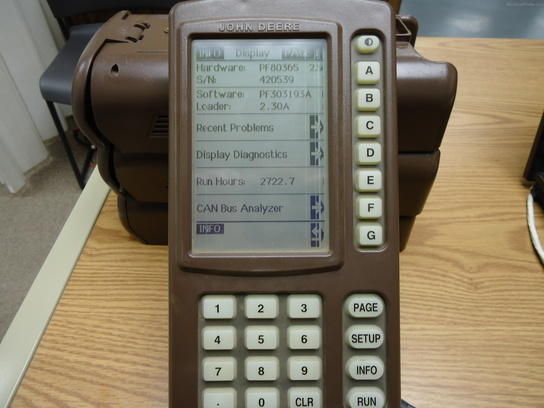 JOHN DEERE
INFO Display PAGE
Hardware: PF80365
S/N: 420539
Software: PF303193A
Loader: 2.30A
Recent Problems
Display Diagnostics
Run Hours: 2722.7
CAN Bus Analyzer
INFO
A
B
C
D
E
F
G
1 2 3 PAGE
4 5 6 SETUP
7 8 9 INFO
. 0 CLR RUN